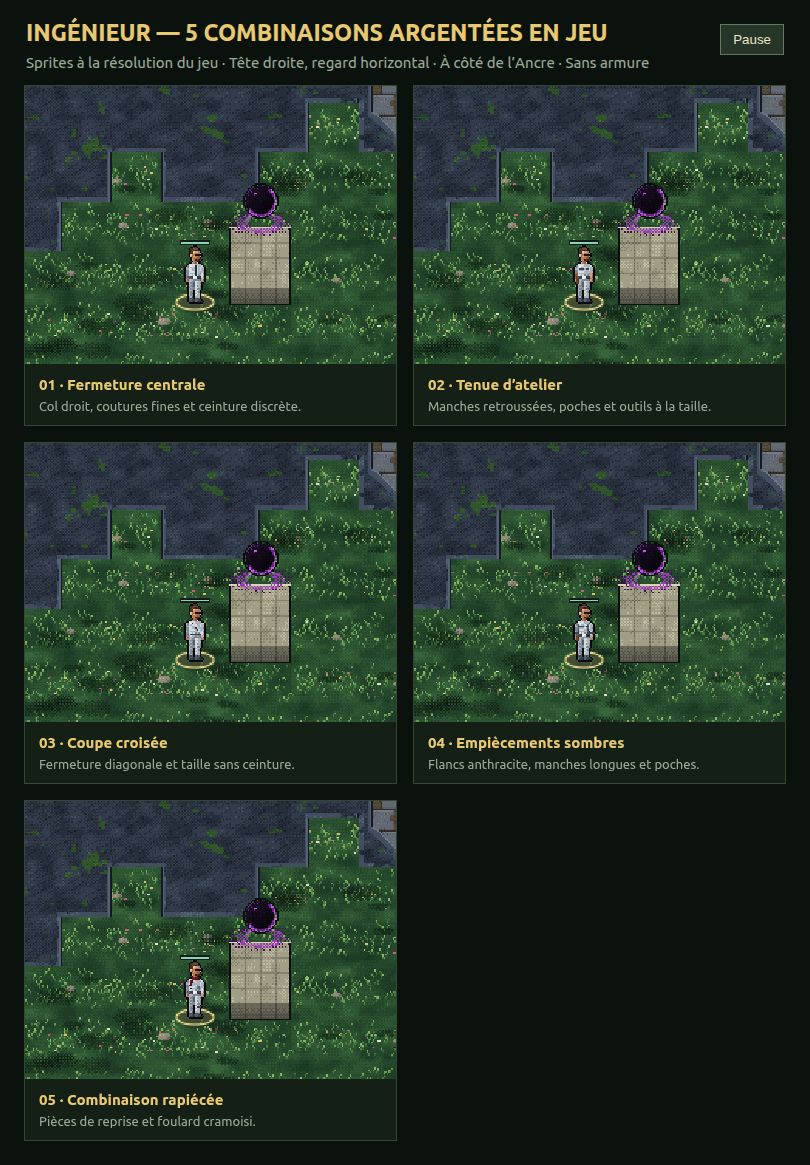 INGÉNIEUR — 5 COMBINAISONS ARGENTÉES EN JEU
Pause
Sprites à la résolution du jeu · Tête droite, regard horizontal · À côté de l’Ancre · Sans armure
01 · Fermeture centrale
Col droit, coutures fines et ceinture discrète.
02 · Tenue d’atelier
Manches retroussées, poches et outils à la taille.
03 · Coupe croisée
Fermeture diagonale et taille sans ceinture.
04 · Empiècements sombres
Flancs anthracite, manches longues et poches.
05 · Combinaison rapiécée
Pièces de reprise et foulard cramoisi.